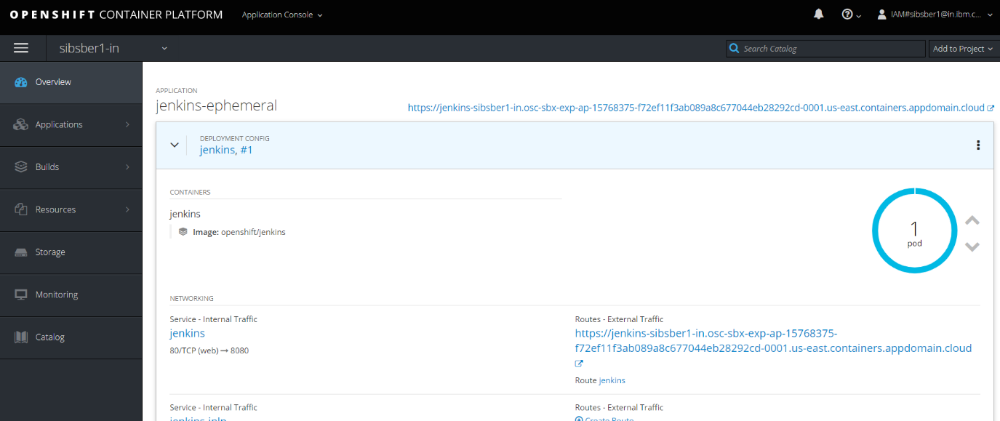 OPENSHIFT CONTAINER PLATFORM Application Console IAM#sibsber1@in.ibm.c...
sibsber1-in Search Catalog Add to Project
Overview
Applications
Builds
Resources
Storage
Monitoring
Catalog
APPLICATION
jenkins-ephemeral
https://jenkins-sibsber1-in.osc-sbx-exp-ap-15768375-f72ef11f3ab089a8c677044eb28292cd-0001.us-east.containers.appdomain.cloud
DEPLOYMENT CONFIG
jenkins, #1
CONTAINERS
jenkins
Image: openshift/jenkins
1
pod
NETWORKING
Service - Internal Traffic
jenkins
80/TCP (web) → 8080
Routes - External Traffic
https://jenkins-sibsber1-in.osc-sbx-exp-ap-15768375-
f72ef11f3ab089a8c677044eb28292cd-0001.us-east.containers.appdomain.cloud
Route jenkins
Service - Internal Traffic
jenkins-jnlp
Routes - External Traffic
Create Route